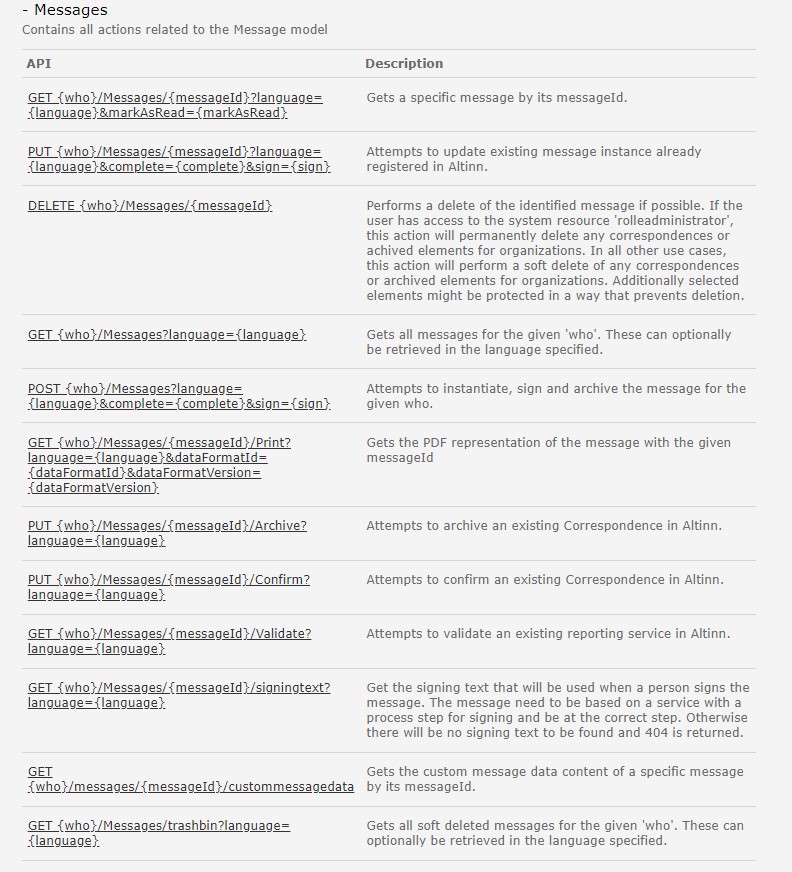 - Messages
Contains all actions related to the Message model
API Description
GET {who}/Messages/{messageId}?language=
{language}&markAsRead={markAsRead}
Gets a specific message by its messageId.
PUT {who}/Messages/{messageId}?language=
{language}&complete={complete}&sign={sign}
Attempts to update existing message instance already
registered in Altinn.
DELETE {who}/Messages/{messageId}
Performs a delete of the identified message if possible. If the
user has access to the system resource 'rolleadministrator',
this action will permanently delete any correspondences or
achived elements for organizations. In all other use cases,
this action will perform a soft delete of any correspondences
or archived elements for organizations. Additionally selected
elements might be protected in a way that prevents deletion.
GET {who}/Messages?language={language}
Gets all messages for the given 'who'. These can optionally
be retrieved in the language specified.
POST {who}/Messages?language=
{language}&complete={complete}&sign={sign}
Attempts to instantiate, sign and archive the message for the
given who.
GET {who}/Messages/{messageId}/Print?
language={language}&dataFormatId=
{dataFormatId}&dataFormatVersion=
{dataFormatVersion}
Gets the PDF representation of the message with the given
messageId
PUT {who}/Messages/{messageId}/Archive?
language={language}
Attempts to archive an existing Correspondence in Altinn.
PUT {who}/Messages/{messageId}/Confirm?
language={language}
Attempts to confirm an existing Correspondence in Altinn.
GET {who}/Messages/{messageId}/Validate?
language={language}
Attempts to validate an existing reporting service in Altinn.
GET {who}/Messages/{messageId}/signingtext?
language={language}
Get the signing text that will be used when a person signs the
message. The message need to be based on a service with a
process step for signing and be at the correct step. Otherwise
there will be no signing text to be found and 404 is returned.
GET
{who}/messages/{messageId}/custommessagedata
Gets the custom message data content of a specific message
by its messageId.
GET {who}/Messages/trashbin?language=
{language}
Gets all soft deleted messages for the given 'who'. These can
optionally be retrieved in the language specified.